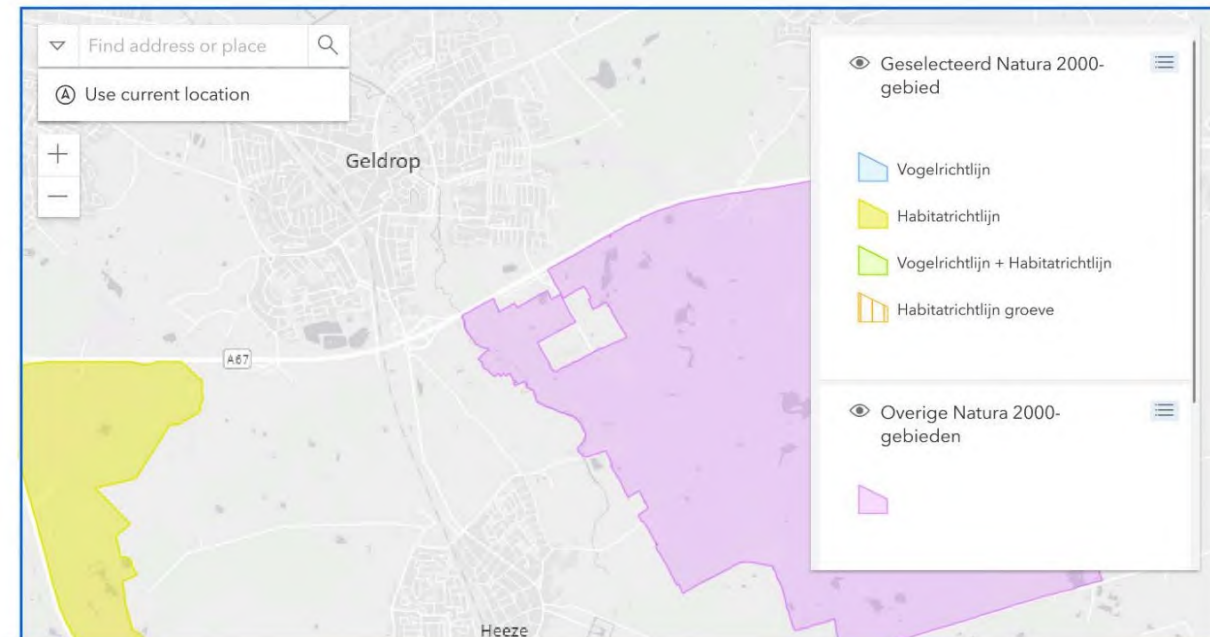 Find address or place
Use current location
Geldrop
A67
Heeze
Geselecteerd Natura 2000-
gebied
Vogelrichtlijn
Habitatrichtlijn
Vogelrichtlijn + Habitatrichtlijn
Habitatrichtlijn groeve
Overige Natura 2000-
gebieden